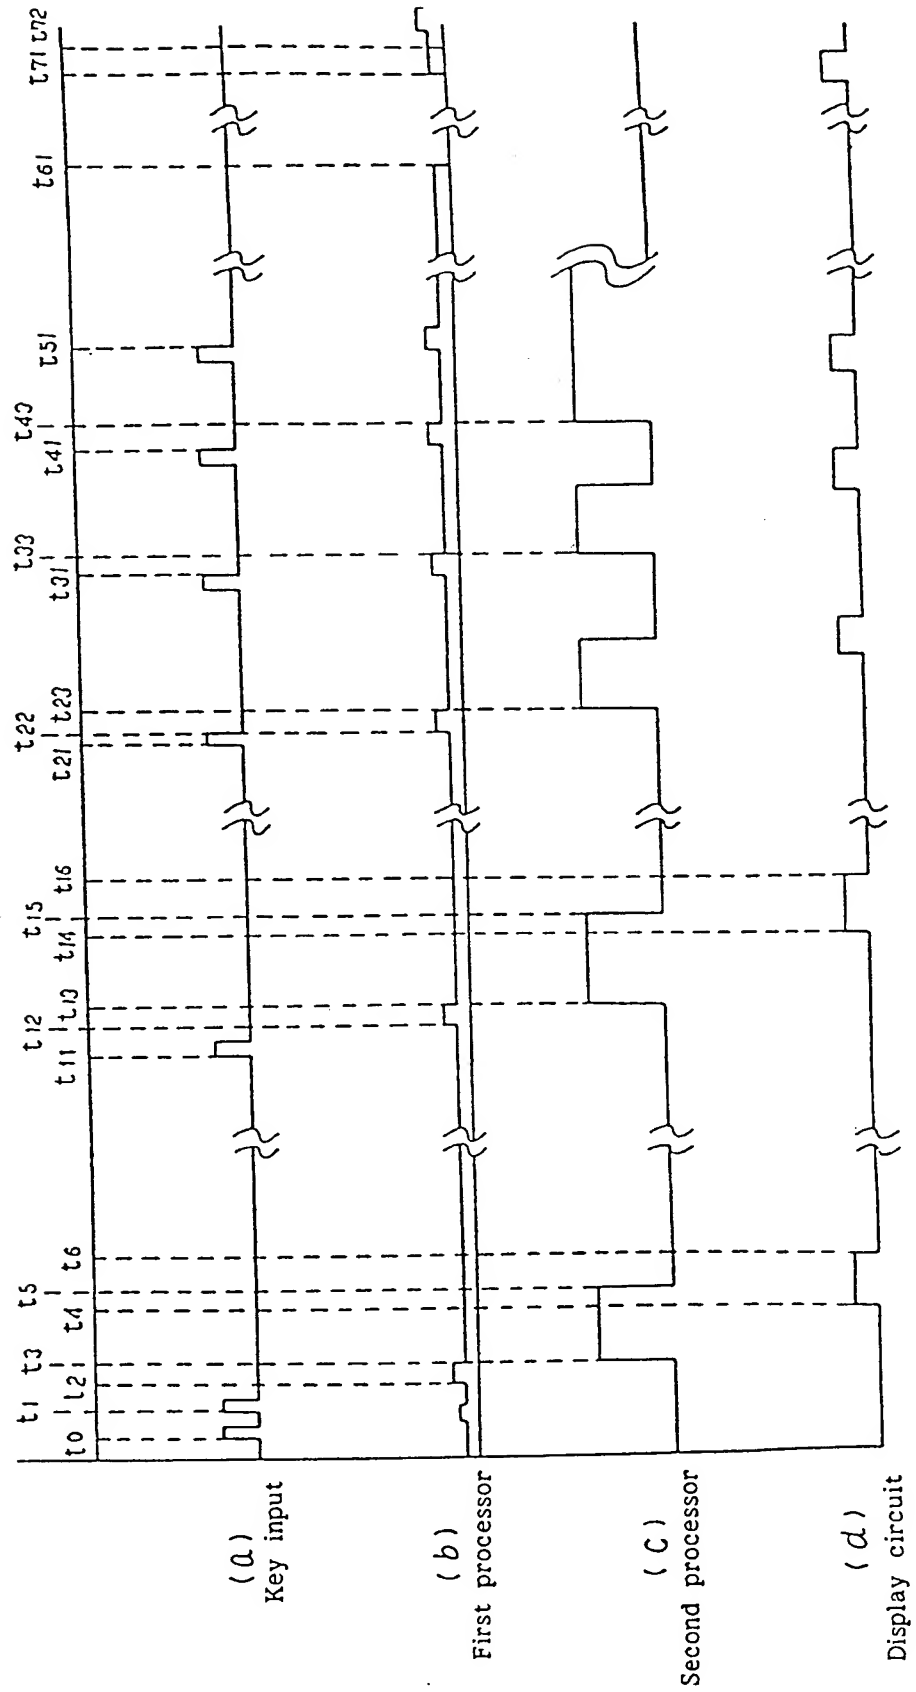 t0 t1 t2 t3 t4 t5 t6 t11 t12 t13 t14 t15 t16 t21 t22 t23 t31 t33 t41 t43 t51 t61 t71 t72
(a)
Key input
(b)
First processor
(c)
Second processor
(d)
Display circuit